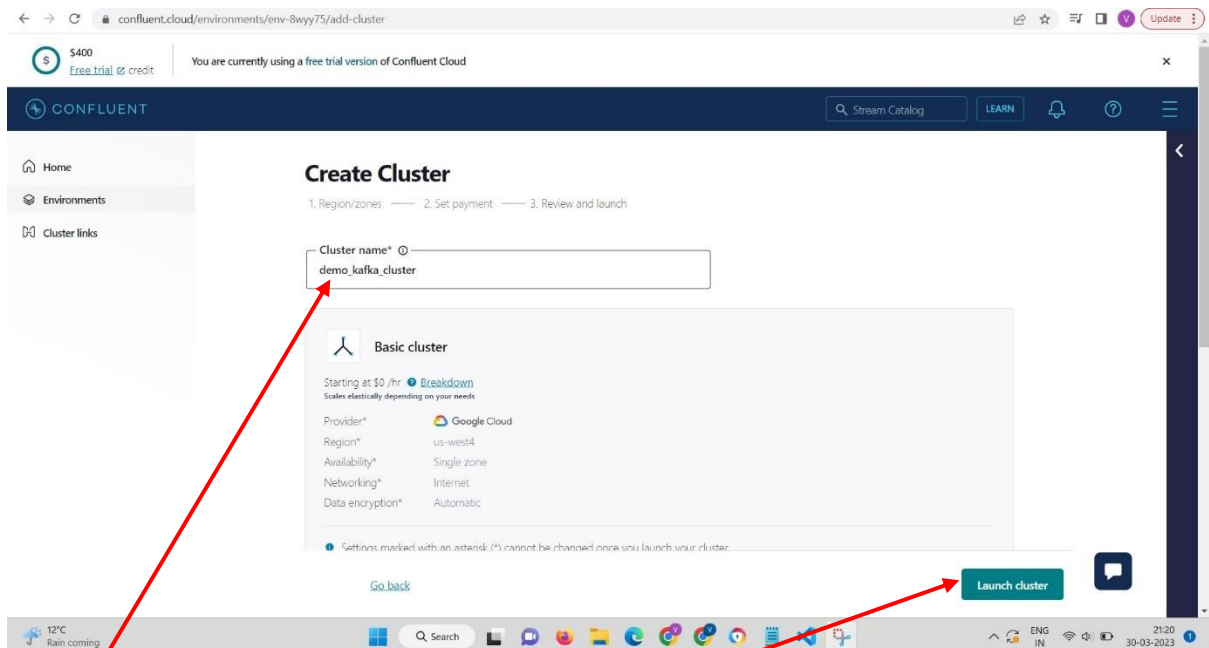 confluent.cloud/environments/env-8wyy75/add-cluster
Update
$400
Free trial credit
You are currently using a free trial version of Confluent Cloud
CONFLUENT
Stream Catalog
LEARN
Home
Environments
Cluster links
Create Cluster
1. Region/zones
2. Set payment
3. Review and launch
Cluster name*
demo_kafka_cluster
Basic cluster
Starting at $0 /hr Breakdown
Scales elastically depending on your needs
Provider* Google Cloud
Region* us-west4
Availability* Single zone
Networking* Internet
Data encryption* Automatic
Settings marked with an asterisk (*) cannot be changed once you launch your cluster
Go back
Launch cluster
12°C
Rain coming
Search
ENG
IN
21:20
30-03-2023
1
V